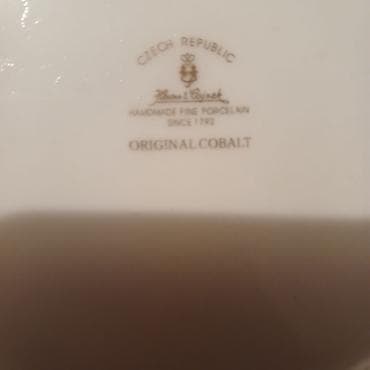 CZECH REPUBLIC
HANDMADE FINE PORCELAIN
SINCE 1792
ORIGINAL COBALT